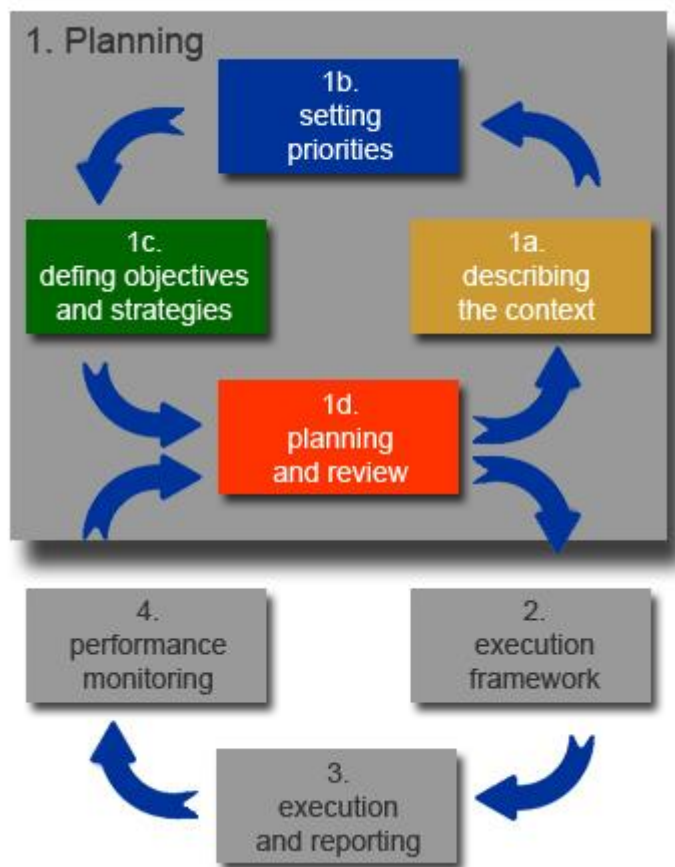 1. Planning
1b.
setting
priorities
1c.
defing objectives
and strategies
1a.
describing
the context
1d.
planning
and review
4.
performance
monitoring
2.
execution
framework
3.
execution
and reporting